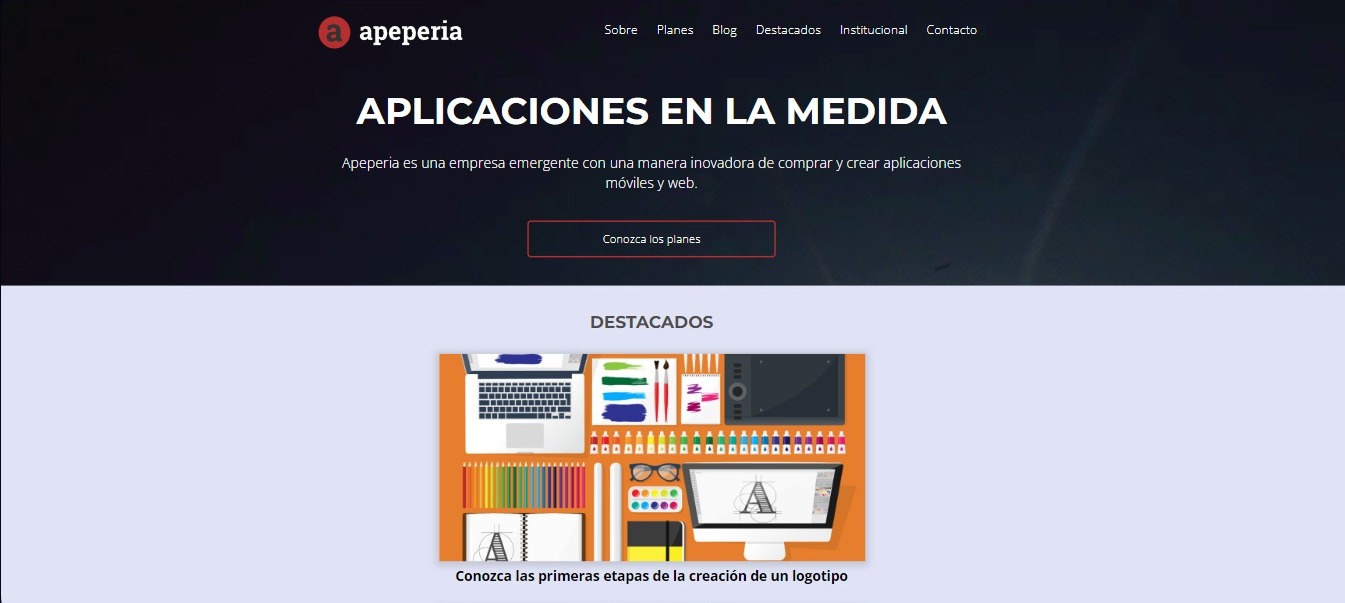 a apeperia
Sobre Planes Blog Destacados Institucional Contacto
APLICACIONES EN LA MEDIDA
Apeperia es una empresa emergente con una manera inovadora de comprar y crear aplicaciones
móviles y web.
Conozca los planes
DESTACADOS
A
A
Conozca las primeras etapas de la creación de un logotipo